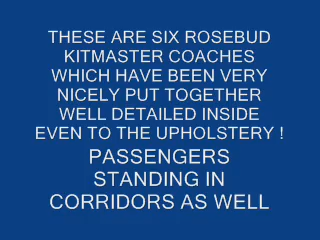 THESE ARE SIX ROSEBUD
KITMASTER COACHES
WHICH HAVE BEEN VERY
NICELY PUT TOGETHER
WELL DETAILED INSIDE
EVEN TO THE UPHOLSTERY !
PASSENGERS
STANDING IN
CORRIDORS AS WELL